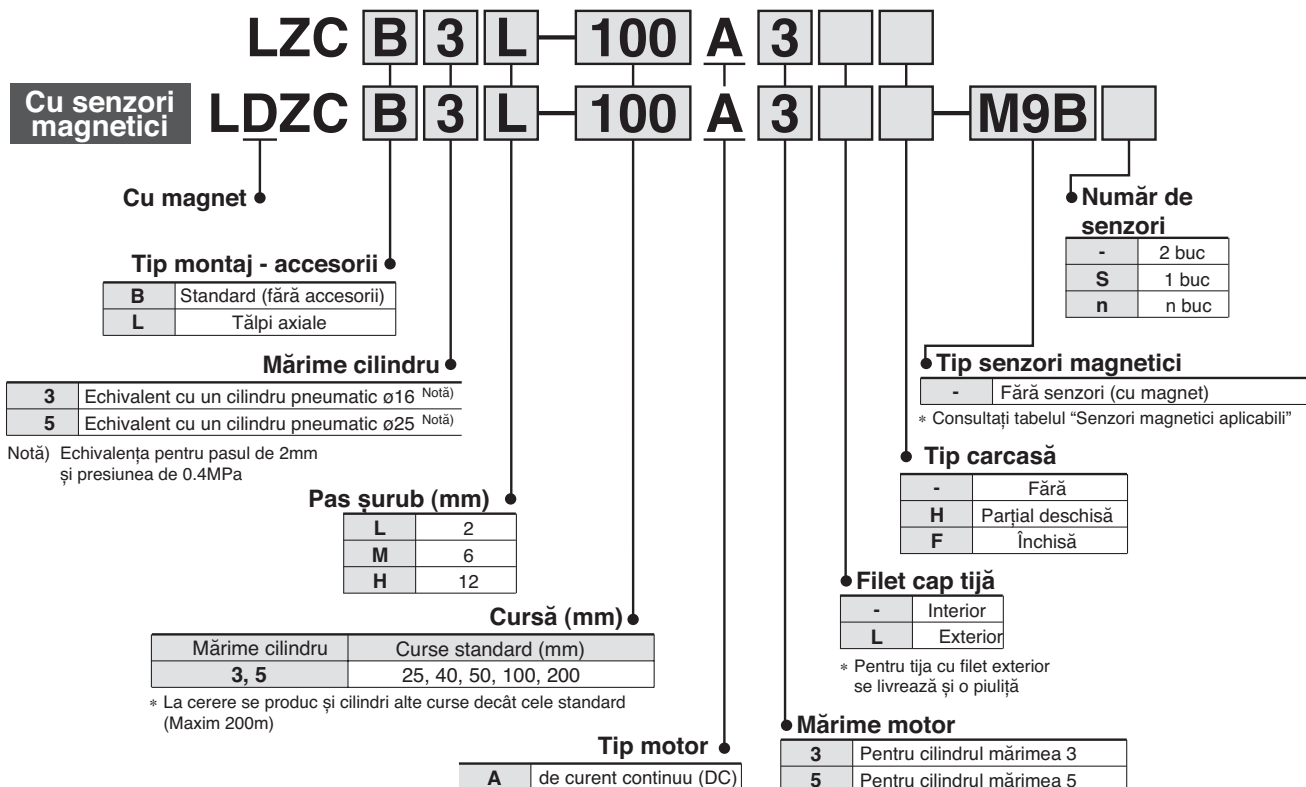 LZC B 3 L 100 A 3
Cu senzori
magnetici
LDZC B 3 L 100 A 3 M9B
Cu magnet
Număr de
senzori
- 2 buc
S 1 buc
n n buc
Tip montaj - accesorii
B Standard (fără accesorii)
L Tălpi axiale
Mărime cilindru
3 Echivalent cu un cilindru pneumatic ø16 Notă)
5 Echivalent cu un cilindru pneumatic ø25 Notă)
Notă) Echivalența pentru pasul de 2mm
și presiunea de 0.4MPa
Tip senzori magnetici
- Fără senzori (cu magnet)
* Consultați tabelul “Senzori magnetici aplicabili”
Tip carcasă
- Fără
H Parțial deschisă
F Închisă
Pas șurub (mm)
L 2
M 6
H 12
Filet cap tijă
- Interior
L Exterior
* Pentru tija cu filet exterior
se livrează și o piuliță
Cursă (mm)
Mărime cilindru Curse standard (mm)
3, 5 25, 40, 50, 100, 200
* La cerere se produc și cilindri alte curse decât cele standard
(Maxim 200m)
Mărime motor
3 Pentru cilindrul mărimea 3
5 Pentru cilindrul mărimea 5
Tip motor
A de curent continuu (DC)